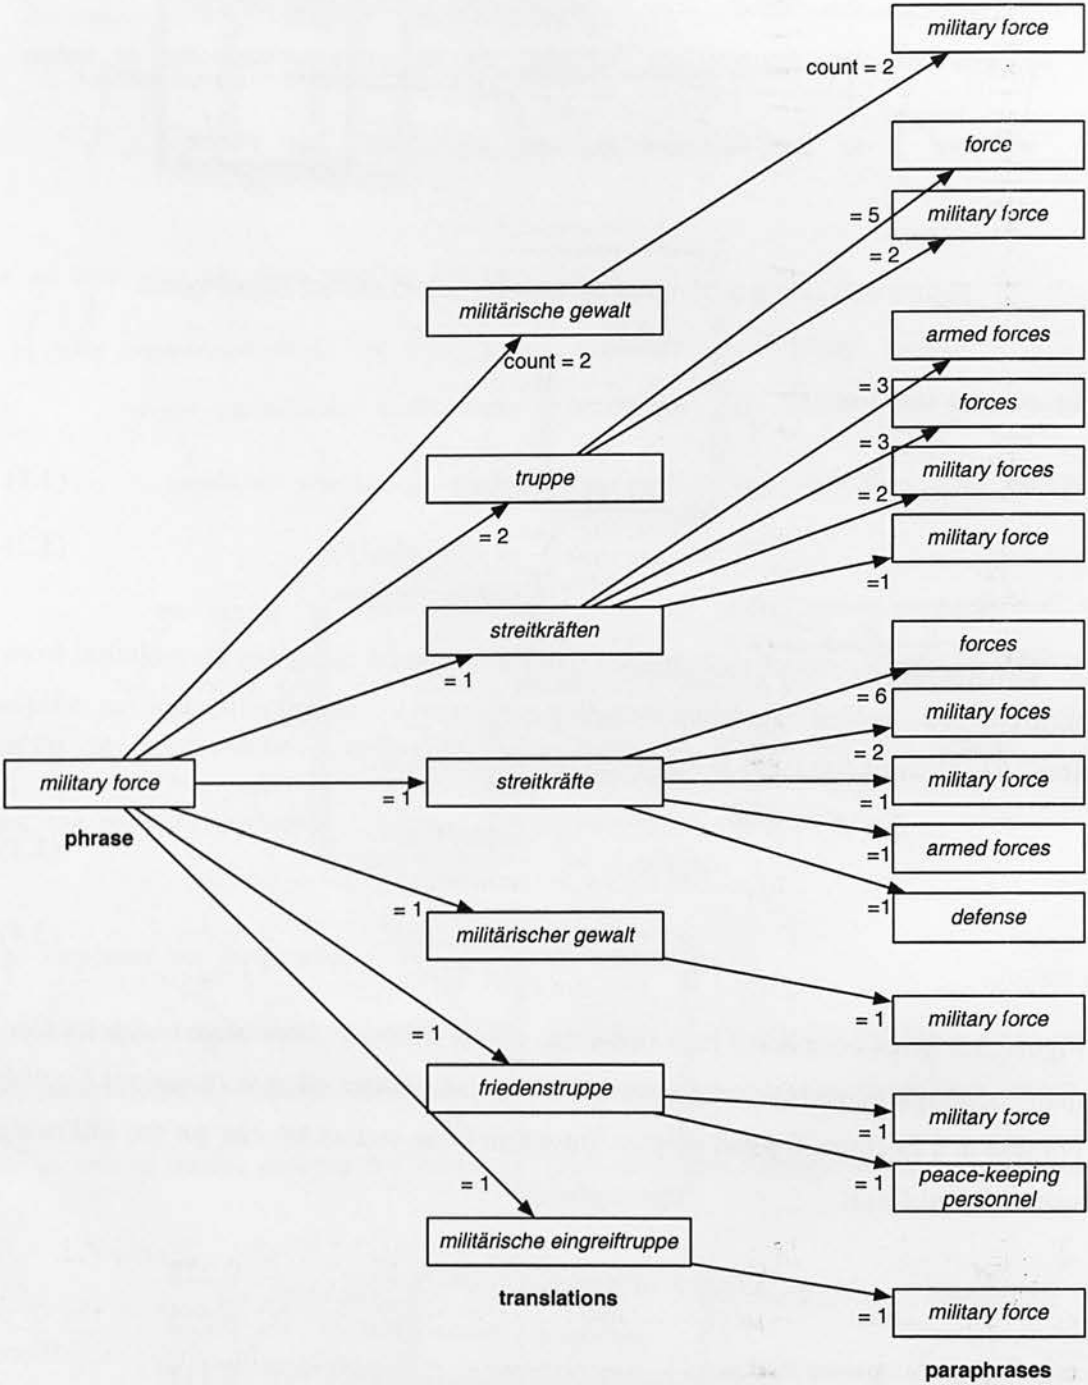 military force
count = 2
force
= 5
military force
= 2
militärische gewalt
count = 2
armed forces
= 3
forces
= 3
military forces
= 2
truppe
= 2
military force
=1
streitkräften
= 1
forces
= 6
military foces
= 2
military force
phrase
streitkräfte
= 1
military force
= 1
armed forces
=1
defense
=1
= 1
militärischer gewalt
military force
= 1
= 1
friedenstruppe
military force
= 1
peace-keeping
personnel
= 1
= 1
militärische eingreiftruppe
translations
military force
= 1
paraphrases